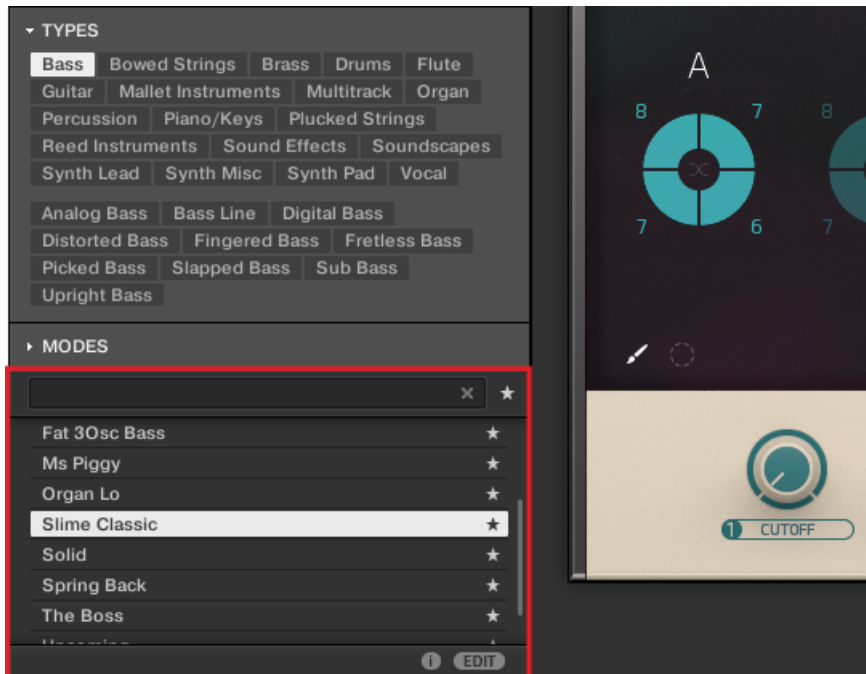 TYPES
Bass Bowed Strings Brass Drums Flute
Guitar Mallet Instruments Multitrack Organ
Percussion Piano/Keys Plucked Strings
Reed Instruments Sound Effects Soundscapes
Synth Lead Synth Misc Synth Pad Vocal
Analog Bass Bass Line Digital Bass
Distorted Bass Fingered Bass Fretless Bass
Picked Bass Slapped Bass Sub Bass
Upright Bass
MODES
Fat 3Osc Bass
Ms Piggy
Organ Lo
Slime Classic
Solid
Spring Back
The Boss
i EDIT
A
8 7 8
7 6 7
1 CUTOFF